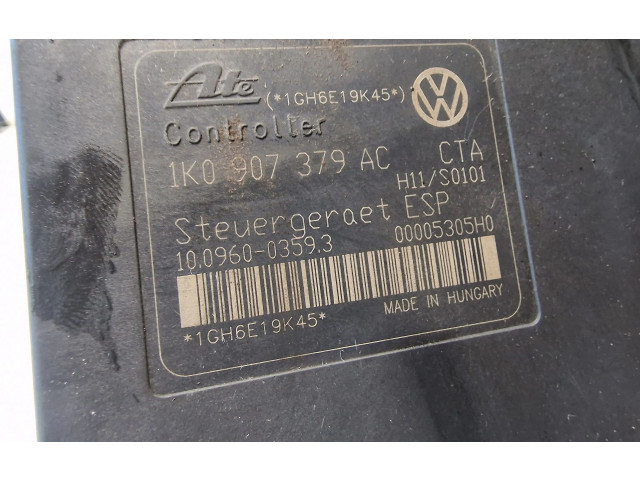 Ate (*1GH6E19K45*) VW
Controller
1K0 907 379 AC CTA
H11/S0101
Steuergeraet ESP
10.0960-0359.3 00005305H0
MADE IN HUNGARY
*1GH6E19K45*